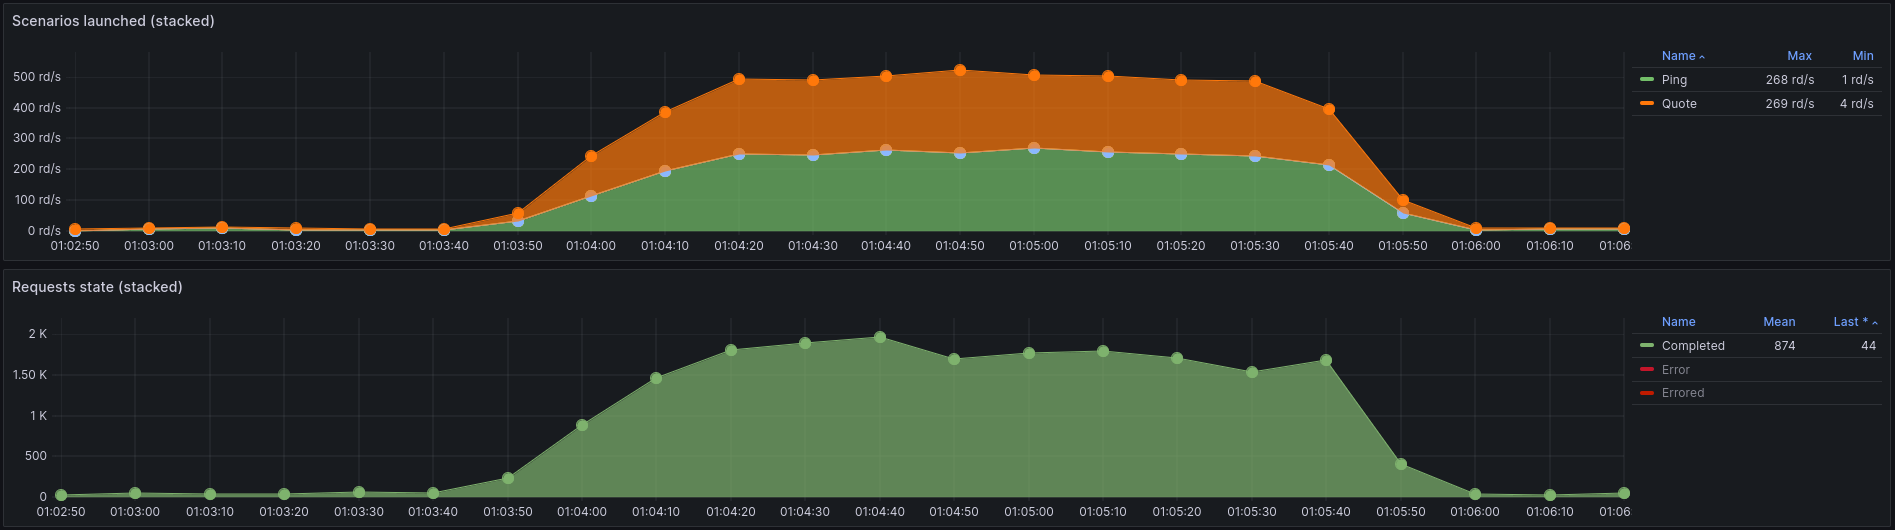 Scenarios launched (stacked)
500 rd/s
400 rd/s
300 rd/s
200 rd/s
100 rd/s
0 rd/s
01:02:50 01:03:00 01:03:10 01:03:20 01:03:30 01:03:40 01:03:50 01:04:00 01:04:10 01:04:20 01:04:30 01:04:40 01:04:50 01:05:00 01:05:10 01:05:20 01:05:30 01:05:40 01:05:50 01:06:00 01:06:10 01:06
Name Max Min
Ping 268 rd/s 1 rd/s
Quote 269 rd/s 4 rd/s
Requests state (stacked)
2 K
1.50 K
1 K
500
0
01:02:50 01:03:00 01:03:10 01:03:20 01:03:30 01:03:40 01:03:50 01:04:00 01:04:10 01:04:20 01:04:30 01:04:40 01:04:50 01:05:00 01:05:10 01:05:20 01:05:30 01:05:40 01:05:50 01:06:00 01:06:10 01:06
Name Mean Last *
Completed 874 44
Error
Errored